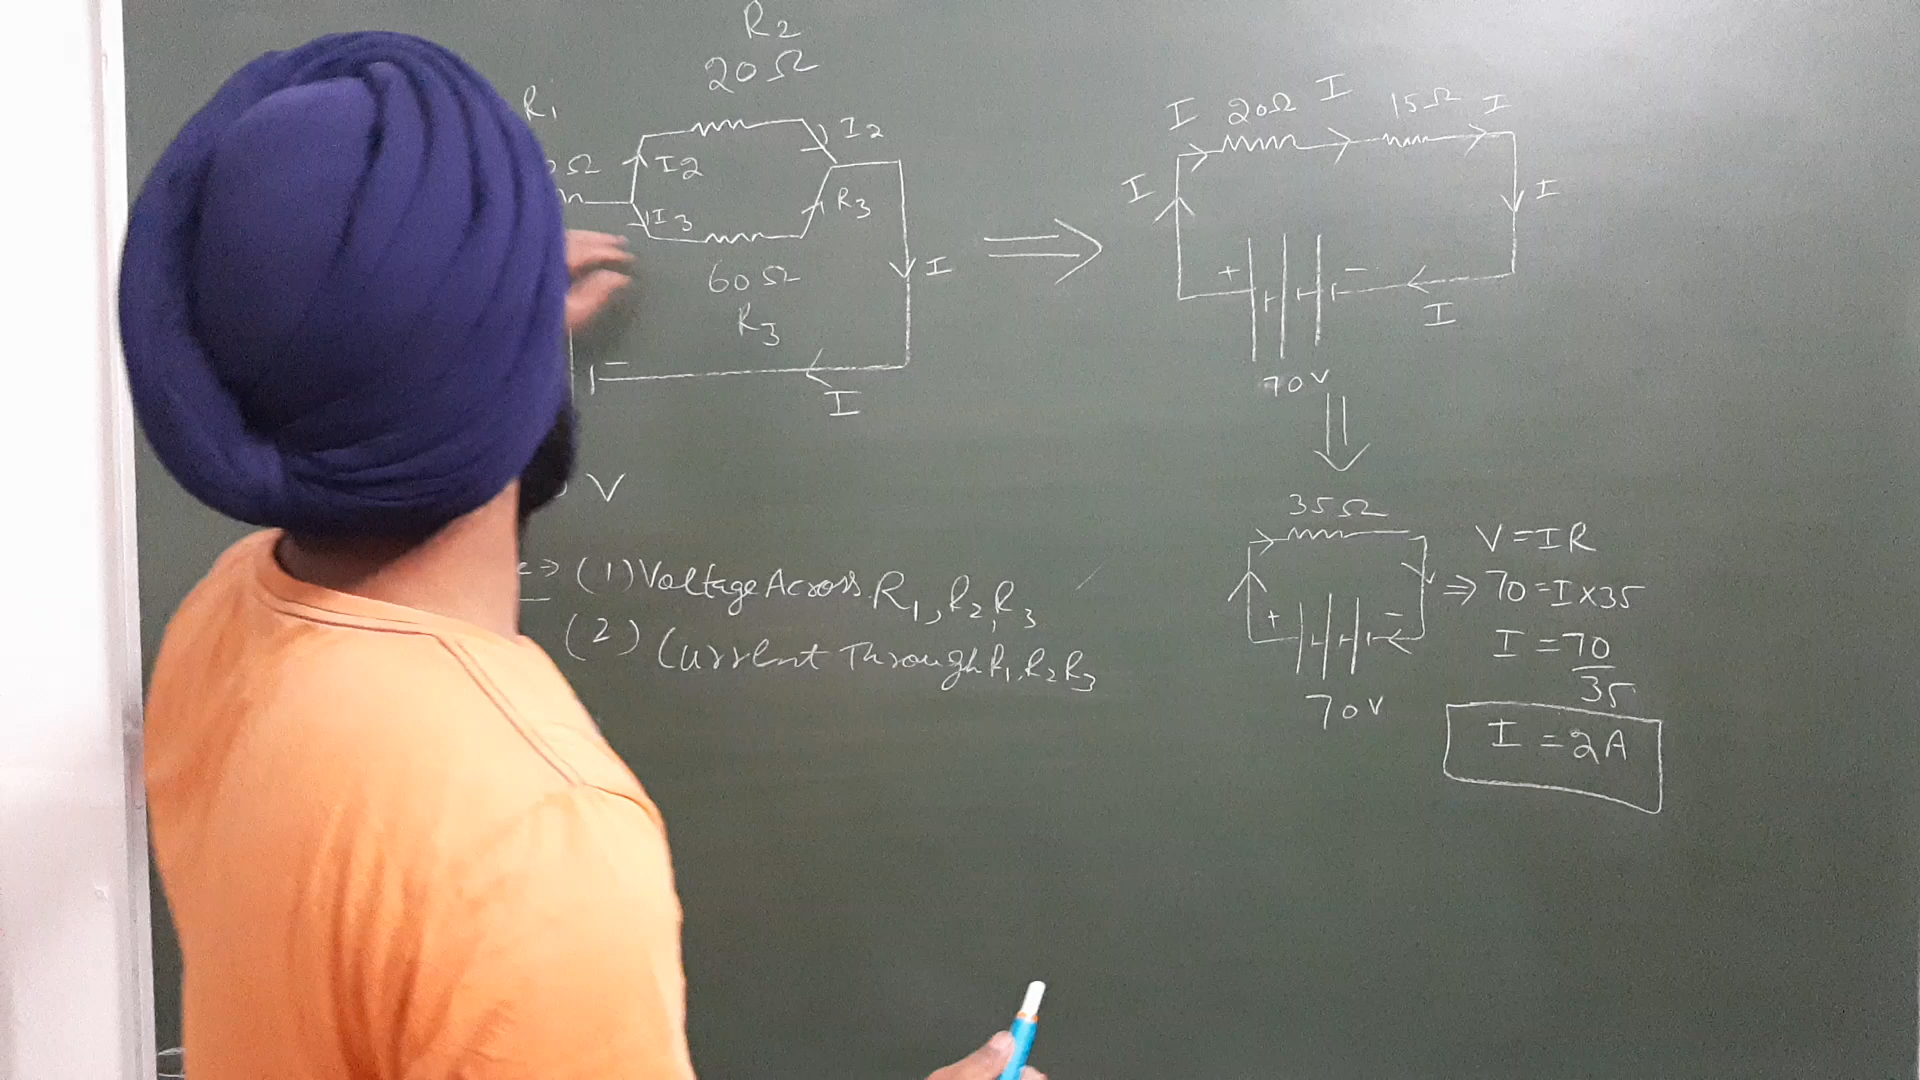 R2
20Ω
R1
Ω
I2
I2
I3
R3
60Ω
R3
I
−
I
V
=> (1) Voltage Across R1, R2, R3
(2) Current Through R1, R2 R3
I 20Ω I 15Ω I
I
I
+ −
I
70V
35Ω
+ −
70V
V=IR
=> 70=I×35
I=70
35
I=2A